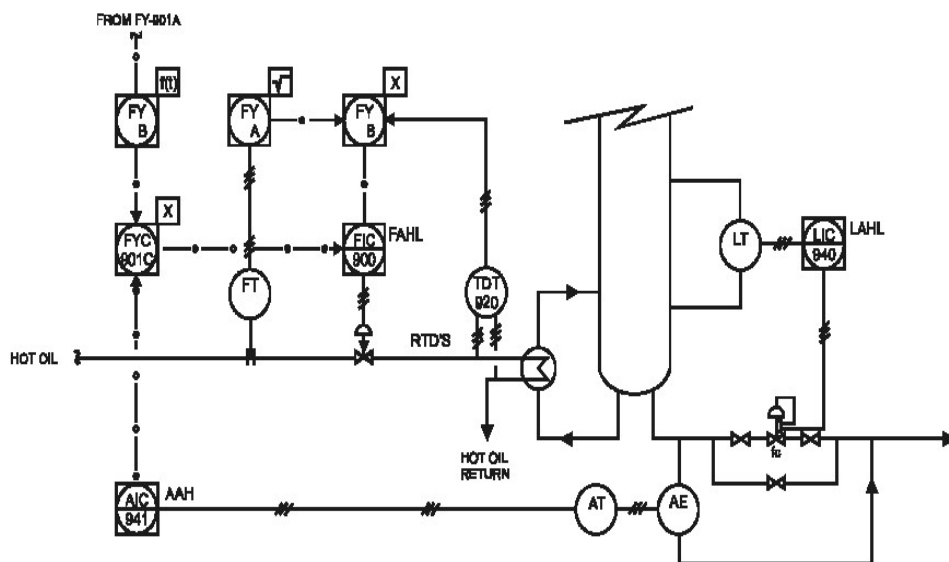 FROM FY-901A
f(t)
√
X
FY
B
FY
A
FY
B
X
FYC
901C
FIC
900
FAHL
LT
LIC
940
LAHL
FT
TDT
920
RTD'S
HOT OIL
HOT OIL
RETURN
fc
AIC
941
AAH
AT
AE